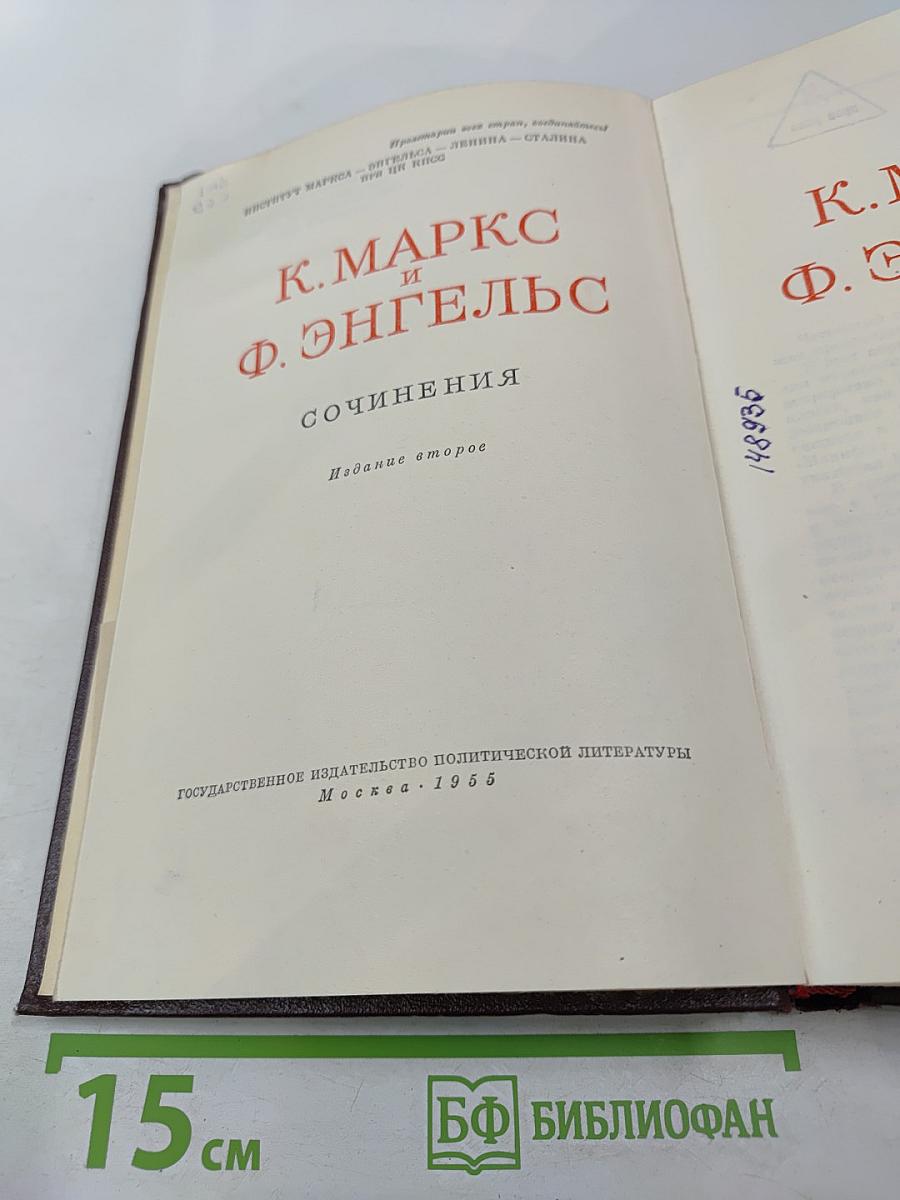 Пролетарии всех стран, соединяйтесь!
ИНСТИТУТ МАРКСА — ЭНГЕЛЬСА — ЛЕНИНА — СТАЛИНА
ПРИ ЦК КПСС
К. МАРКС
И
Ф. ЭНГЕЛЬС
СОЧИНЕНИЯ
Издание второе
ГОСУДАРСТВЕННОЕ ИЗДАТЕЛЬСТВО ПОЛИТИЧЕСКОЙ ЛИТЕРАТУРЫ
Москва · 1955
К. М
Ф. Э
15 см
БФ БИБЛИОФАН